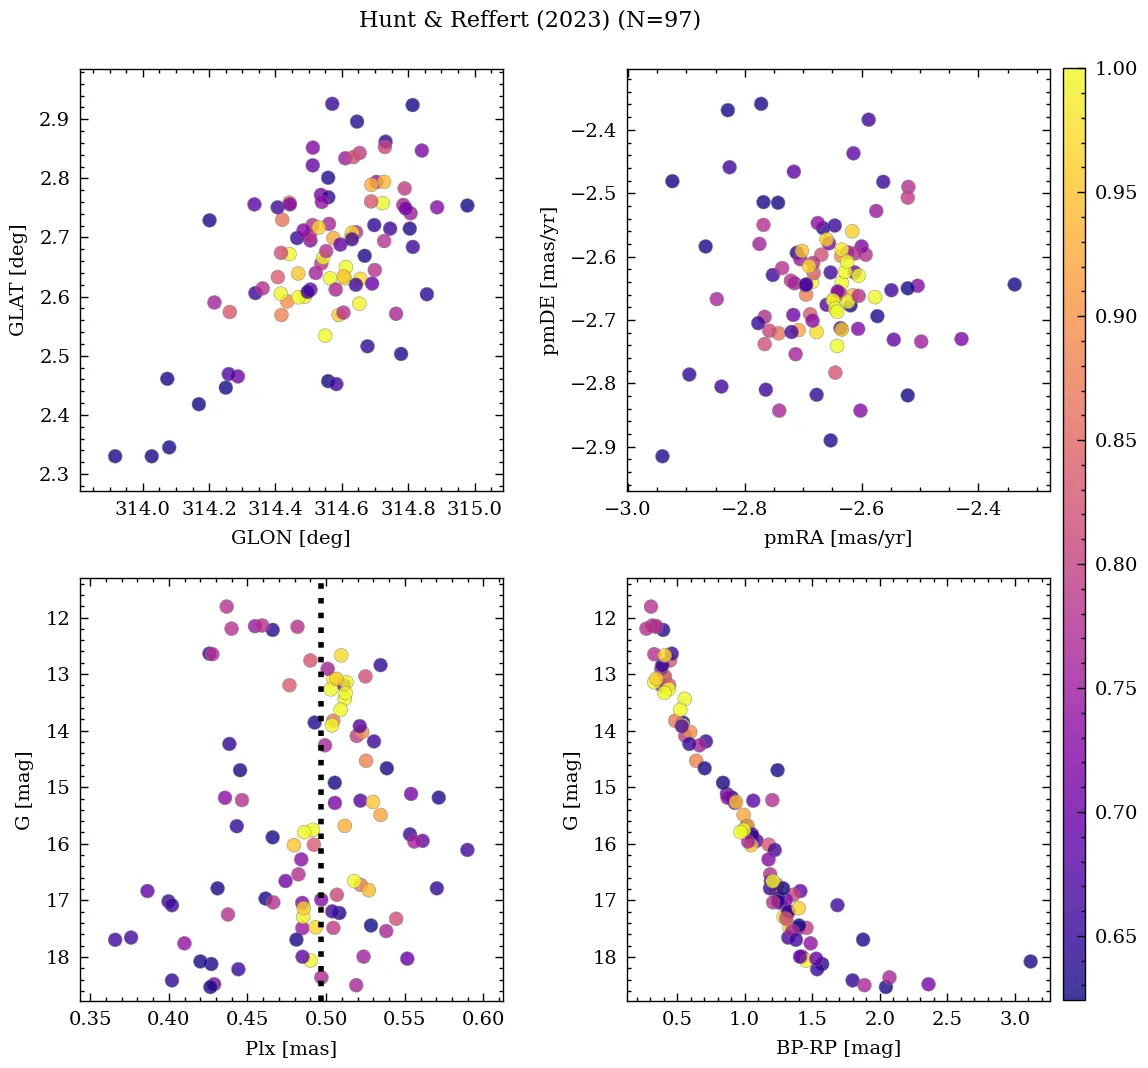 Hunt & Reffert (2023) (N=97)
2.9
2.8
2.7
2.6
2.5
2.4
2.3
GLAT [deg]
314.0 314.2 314.4 314.6 314.8 315.0
GLON [deg]
−2.4
−2.5
−2.6
−2.7
−2.8
−2.9
pmDE [mas/yr]
−3.0 −2.8 −2.6 −2.4
pmRA [mas/yr]
1.00
0.95
0.90
0.85
0.80
0.75
0.70
0.65
12
13
14
15
16
17
18
G [mag]
0.35 0.40 0.45 0.50 0.55 0.60
Plx [mas]
12
13
14
15
16
17
18
G [mag]
0.5 1.0 1.5 2.0 2.5 3.0
BP-RP [mag]